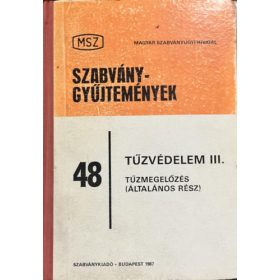 MSZ
MAGYAR SZABVÁNYÜGYI HIVATAL
SZABVÁNY-
GYŰJTEMÉNYEK
48
TŰZVÉDELEM III.
TŰZMEGELŐZÉS
(ÁLTALÁNOS RÉSZ)
SZABVÁNYKIADÓ - BUDAPEST 1987